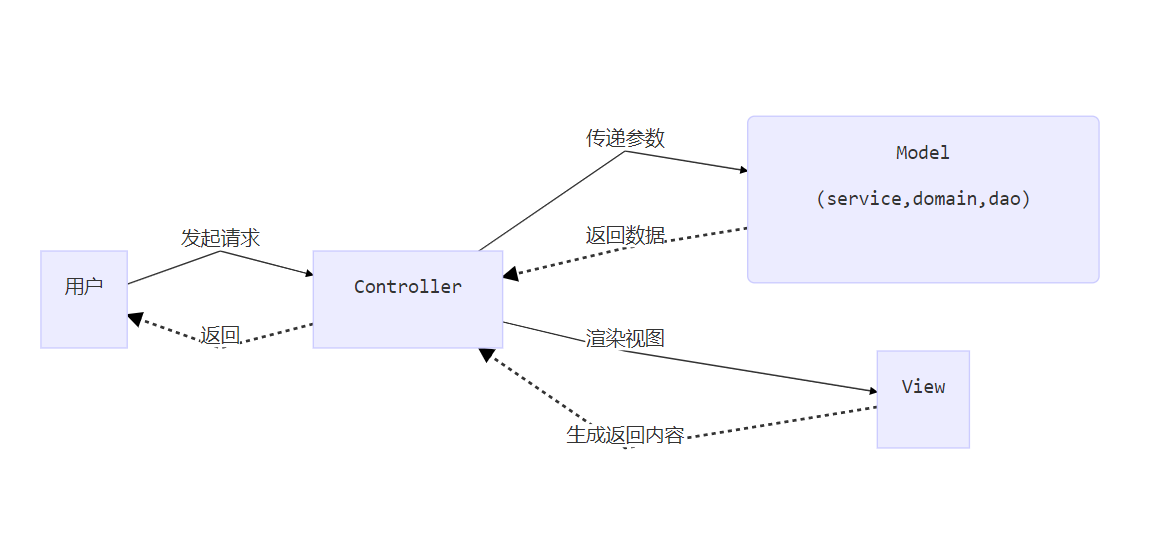 传递参数
Model
(service,domain,dao)
发起请求
返回数据
用户
Controller
返回
渲染视图
View
生成返回内容